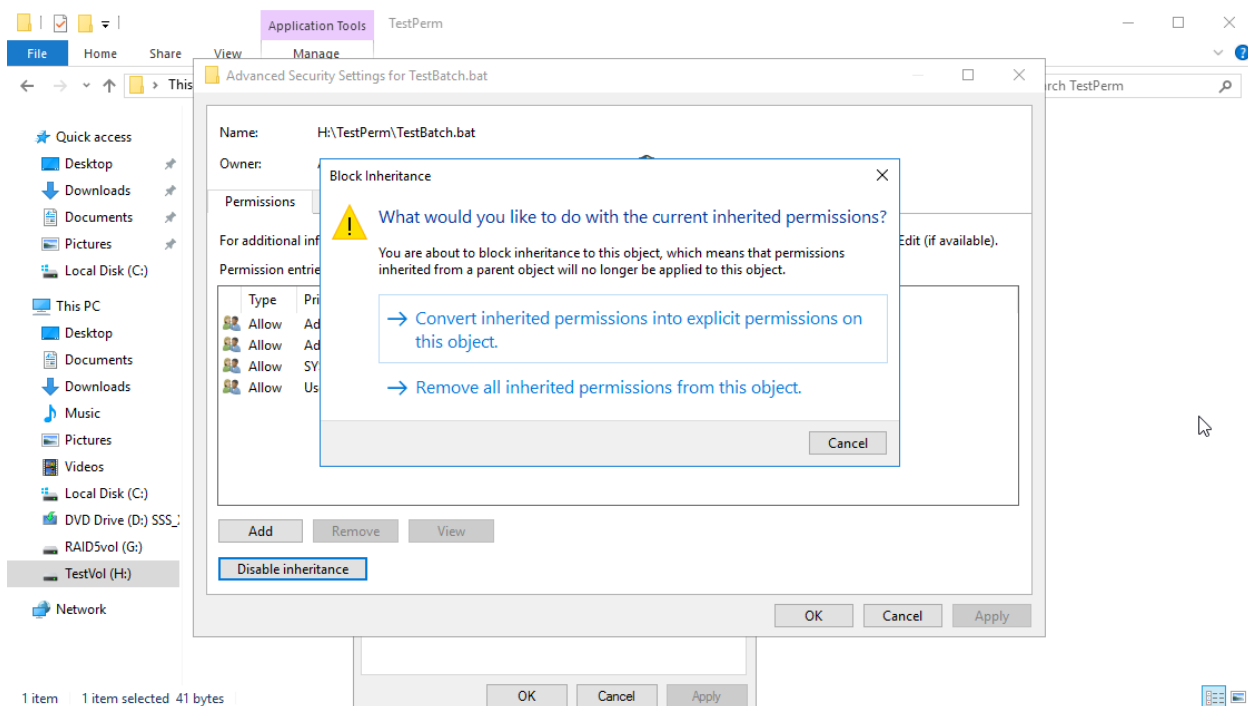 Application Tools
TestPerm
File
Home
Share
View
Manage
This
Advanced Security Settings for TestBatch.bat
TestPerm
Quick access
Desktop
Downloads
Documents
Pictures
Local Disk (C:)
This PC
Desktop
Documents
Downloads
Music
Pictures
Videos
Local Disk (C:)
DVD Drive (D:)
RAID5vol (G:)
TestVol (H:)
Network
Name:
H:\TestPerm\TestBatch.bat
Owner:
Permissions
For additional
Edit (if available).
Permission
Type
Allow
Allow
Allow
Allow
Block Inheritance
What would you like to do with the current inherited permissions?
You are about to block inheritance to this object, which means that permissions
inherited from a parent object will no longer be applied to this object.
Convert inherited permissions into explicit permissions on
this object.
Remove all inherited permissions from this object.
Cancel
Add
Remove
View
Disable inheritance
OK
Cancel
Apply
OK
Cancel
Apply
1 item
1 item selected 41 bytes